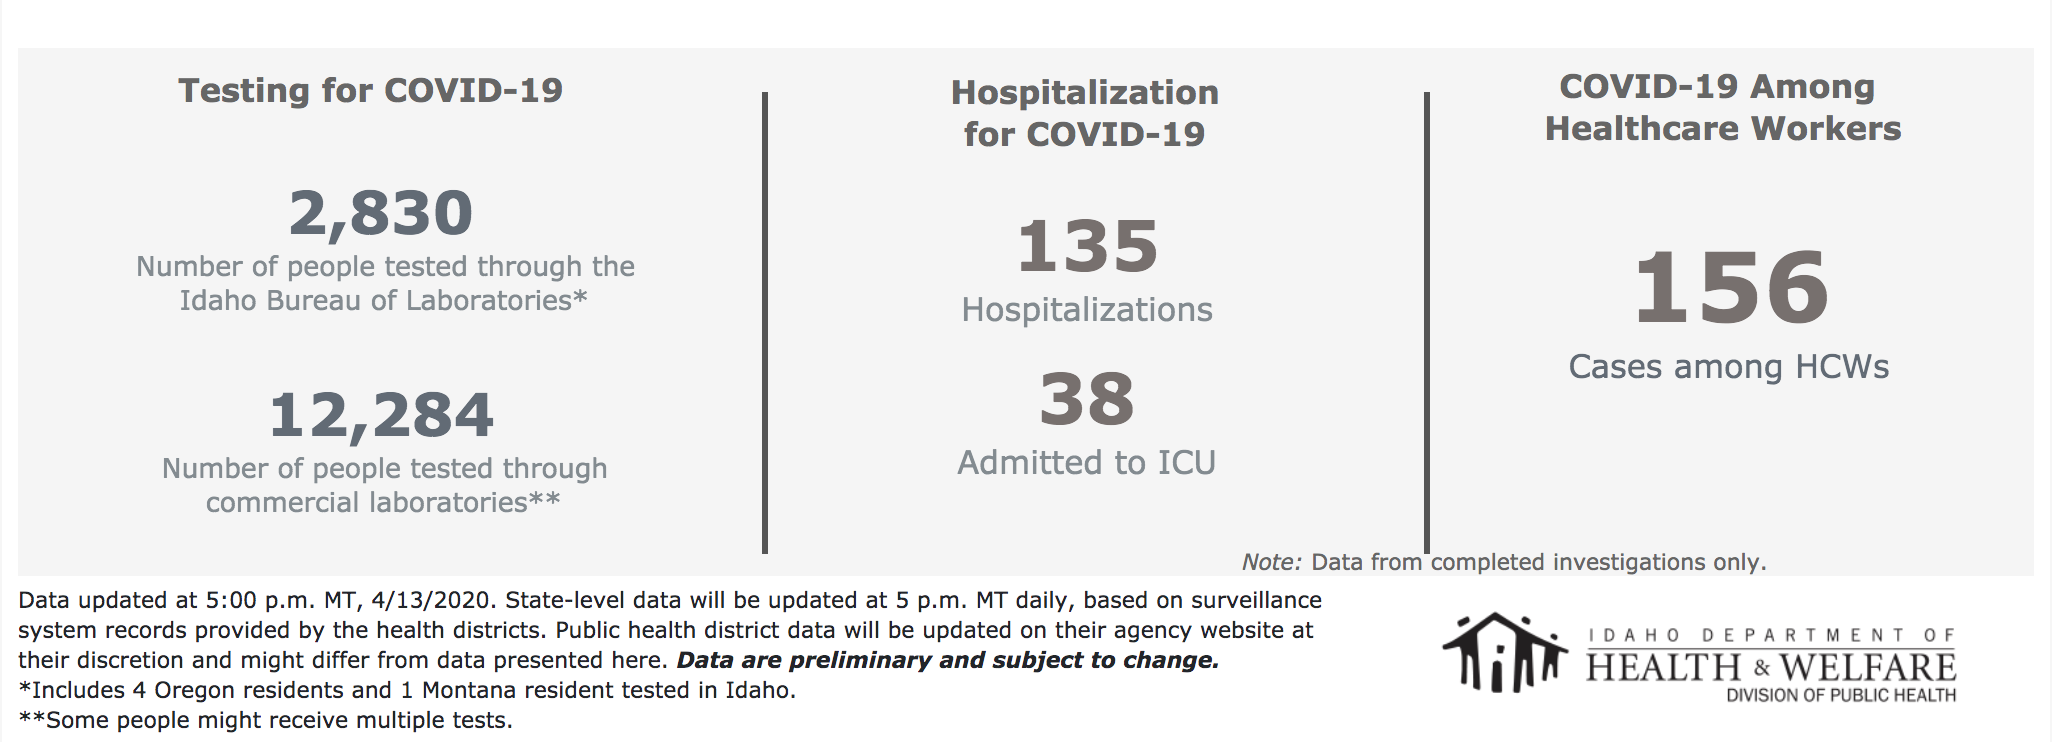 Testing for COVID-19
2,830
Number of people tested through the
Idaho Bureau of Laboratories*
12,284
Number of people tested through
commercial laboratories**
Hospitalization
for COVID-19
135
Hospitalizations
38
Admitted to ICU
COVID-19 Among
Healthcare Workers
156
Cases among HCWs
Note: Data from completed investigations only.
Data updated at 5:00 p.m. MT, 4/13/2020. State-level data will be updated at 5 p.m. MT daily, based on surveillance
system records provided by the health districts. Public health district data will be updated on their agency website at
their discretion and might differ from data presented here. Data are preliminary and subject to change.
*Includes 4 Oregon residents and 1 Montana resident tested in Idaho.
**Some people might receive multiple tests.
IDAHO DEPARTMENT OF
HEALTH & WELFARE
DIVISION OF PUBLIC HEALTH